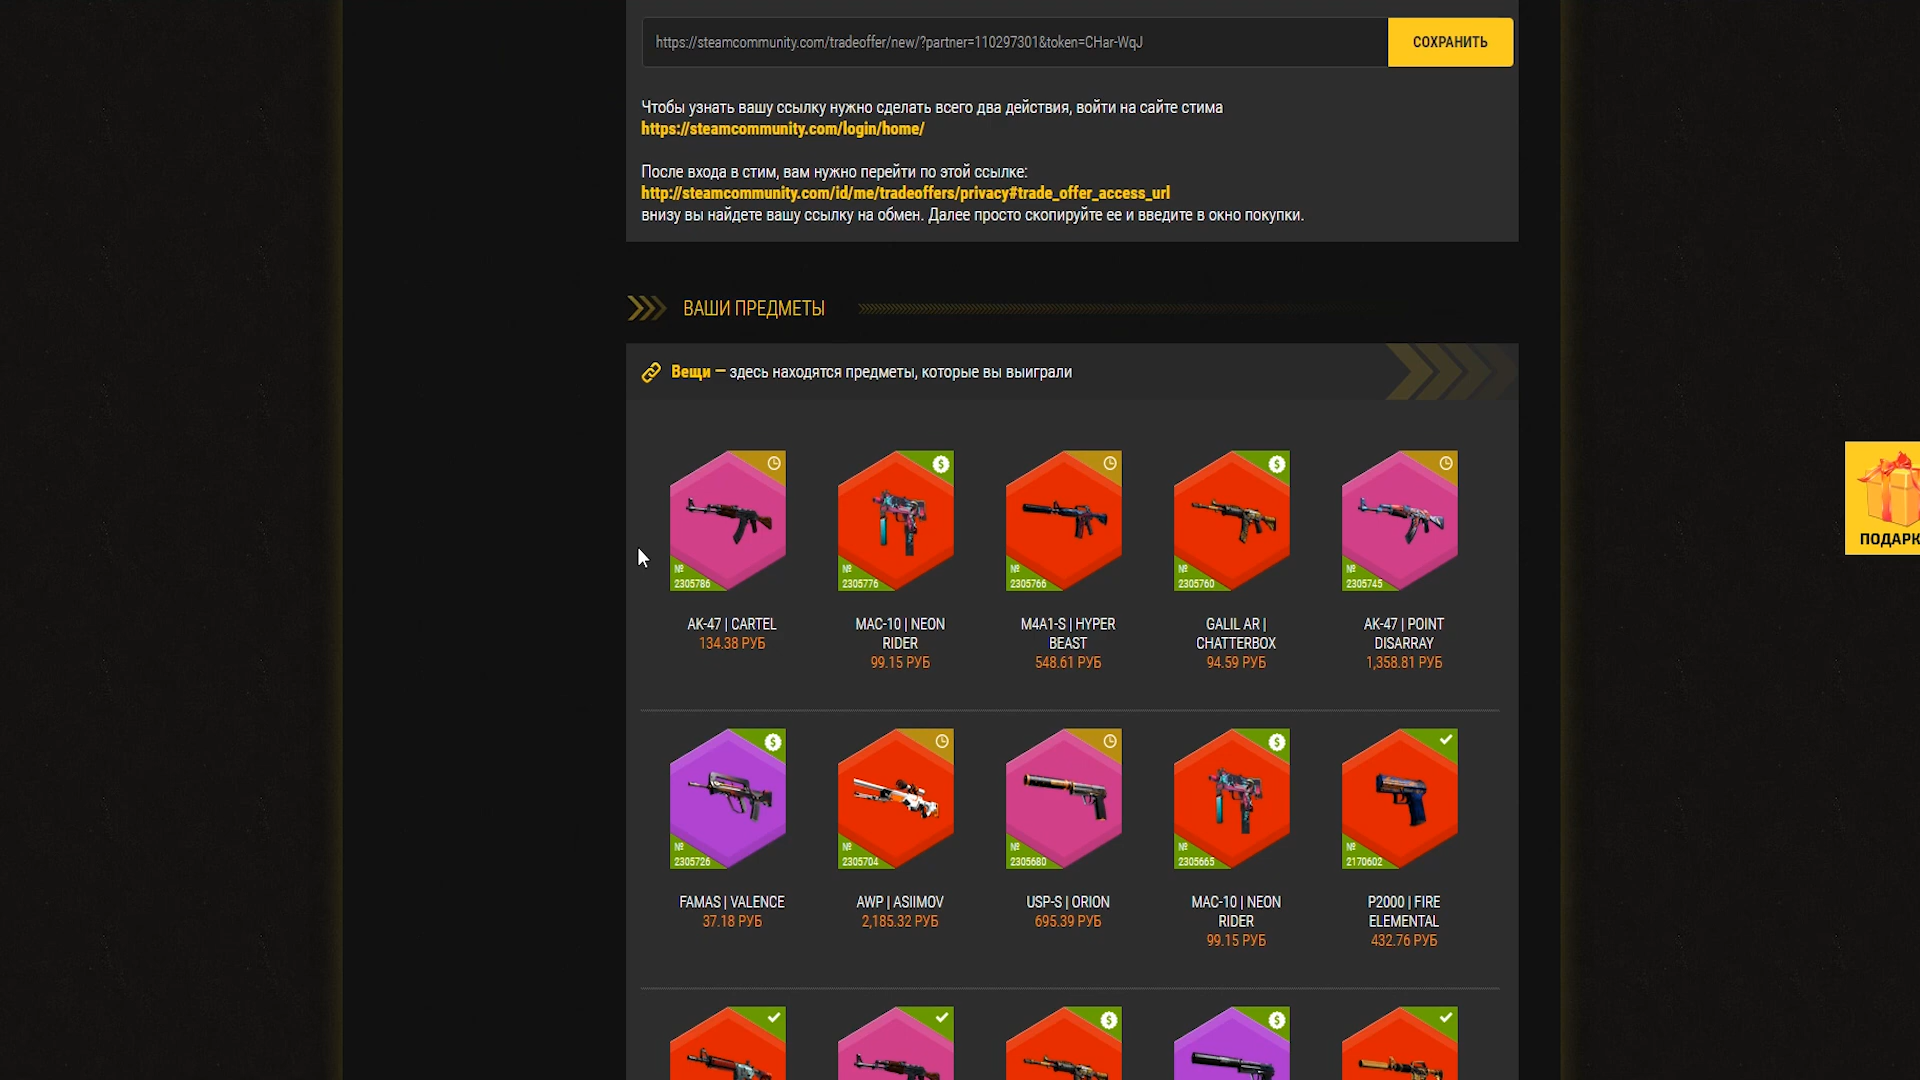 https://steamcommunity.com/tradeoffer/new/?partner=110297301&token=CHar-WqJ
СОХРАНИТЬ
Чтобы узнать вашу ссылку нужно сделать всего два действия, войти на сайте стима
https://steamcommunity.com/login/home/
После входа в стим, вам нужно перейти по этой ссылке:
http://steamcommunity.com/id/me/tradeoffers/privacy#trade_offer_access_url
внизу вы найдете вашу ссылку на обмен. Далее просто скопируйте ее и введите в окно покупки.
ВАШИ ПРЕДМЕТЫ
Вещи — здесь находятся предметы, которые вы выиграли
№
2305786
AK-47 | CARTEL
134.38 РУБ
№
2305776
MAC-10 | NEON
RIDER
99.15 РУБ
№
2305766
M4A1-S | HYPER
BEAST
548.61 РУБ
№
2305760
GALIL AR |
CHATTERBOX
94.59 РУБ
№
2305745
AK-47 | POINT
DISARRAY
1,358.81 РУБ
№
2305726
FAMAS | VALENCE
37.18 РУБ
№
2305704
AWP | ASIIMOV
2,185.32 РУБ
№
2305680
USP-S | ORION
695.39 РУБ
№
2305665
MAC-10 | NEON
RIDER
99.15 РУБ
№
2170602
P2000 | FIRE
ELEMENTAL
432.76 РУБ
ПОДАРК